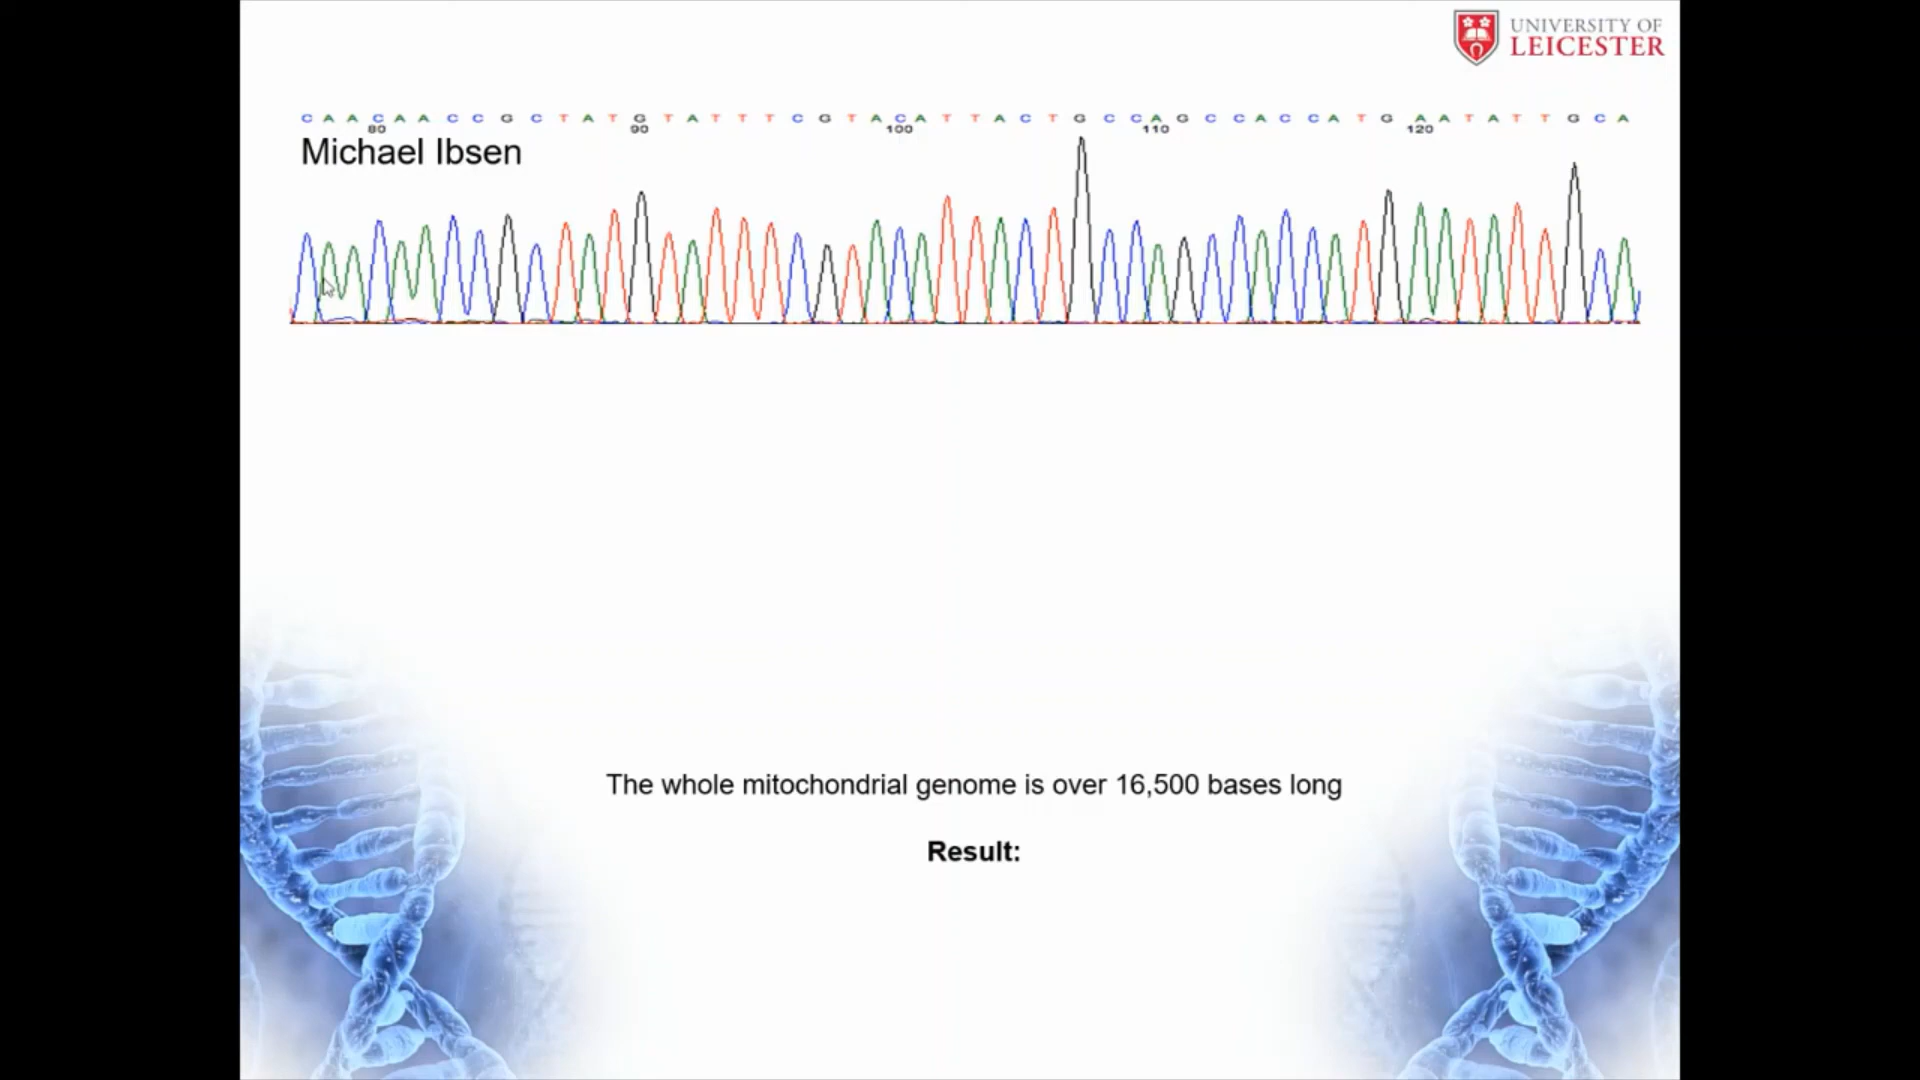 UNIVERSITY OF
LEICESTER
C A A C A A C C G C T A T G T A T T T C G T A C A T T A C T G C C A G C C A C C A T G A A T A T T G C A
80 90 100 110 120
Michael Ibsen
The whole mitochondrial genome is over 16,500 bases long
Result: